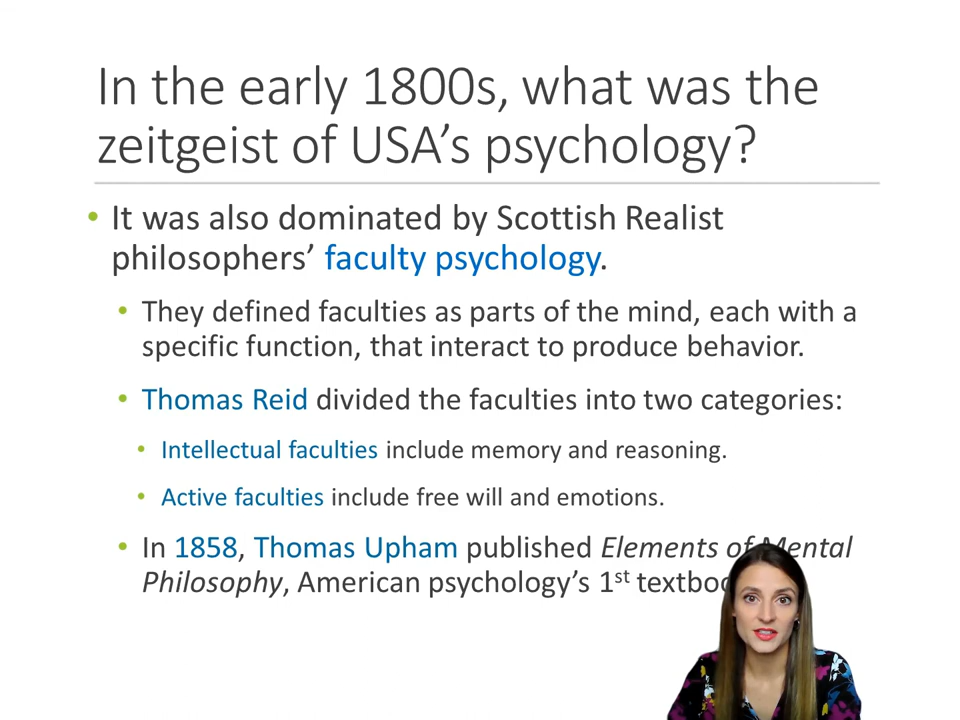 In the early 1800s, what was the
zeitgeist of USA’s psychology?
• It was also dominated by Scottish Realist
philosophers’ faculty psychology.
• They defined faculties as parts of the mind, each with a
specific function, that interact to produce behavior.
• Thomas Reid divided the faculties into two categories:
• Intellectual faculties include memory and reasoning.
• Active faculties include free will and emotions.
• In 1858, Thomas Upham published Elements of Mental
Philosophy, American psychology’s 1st